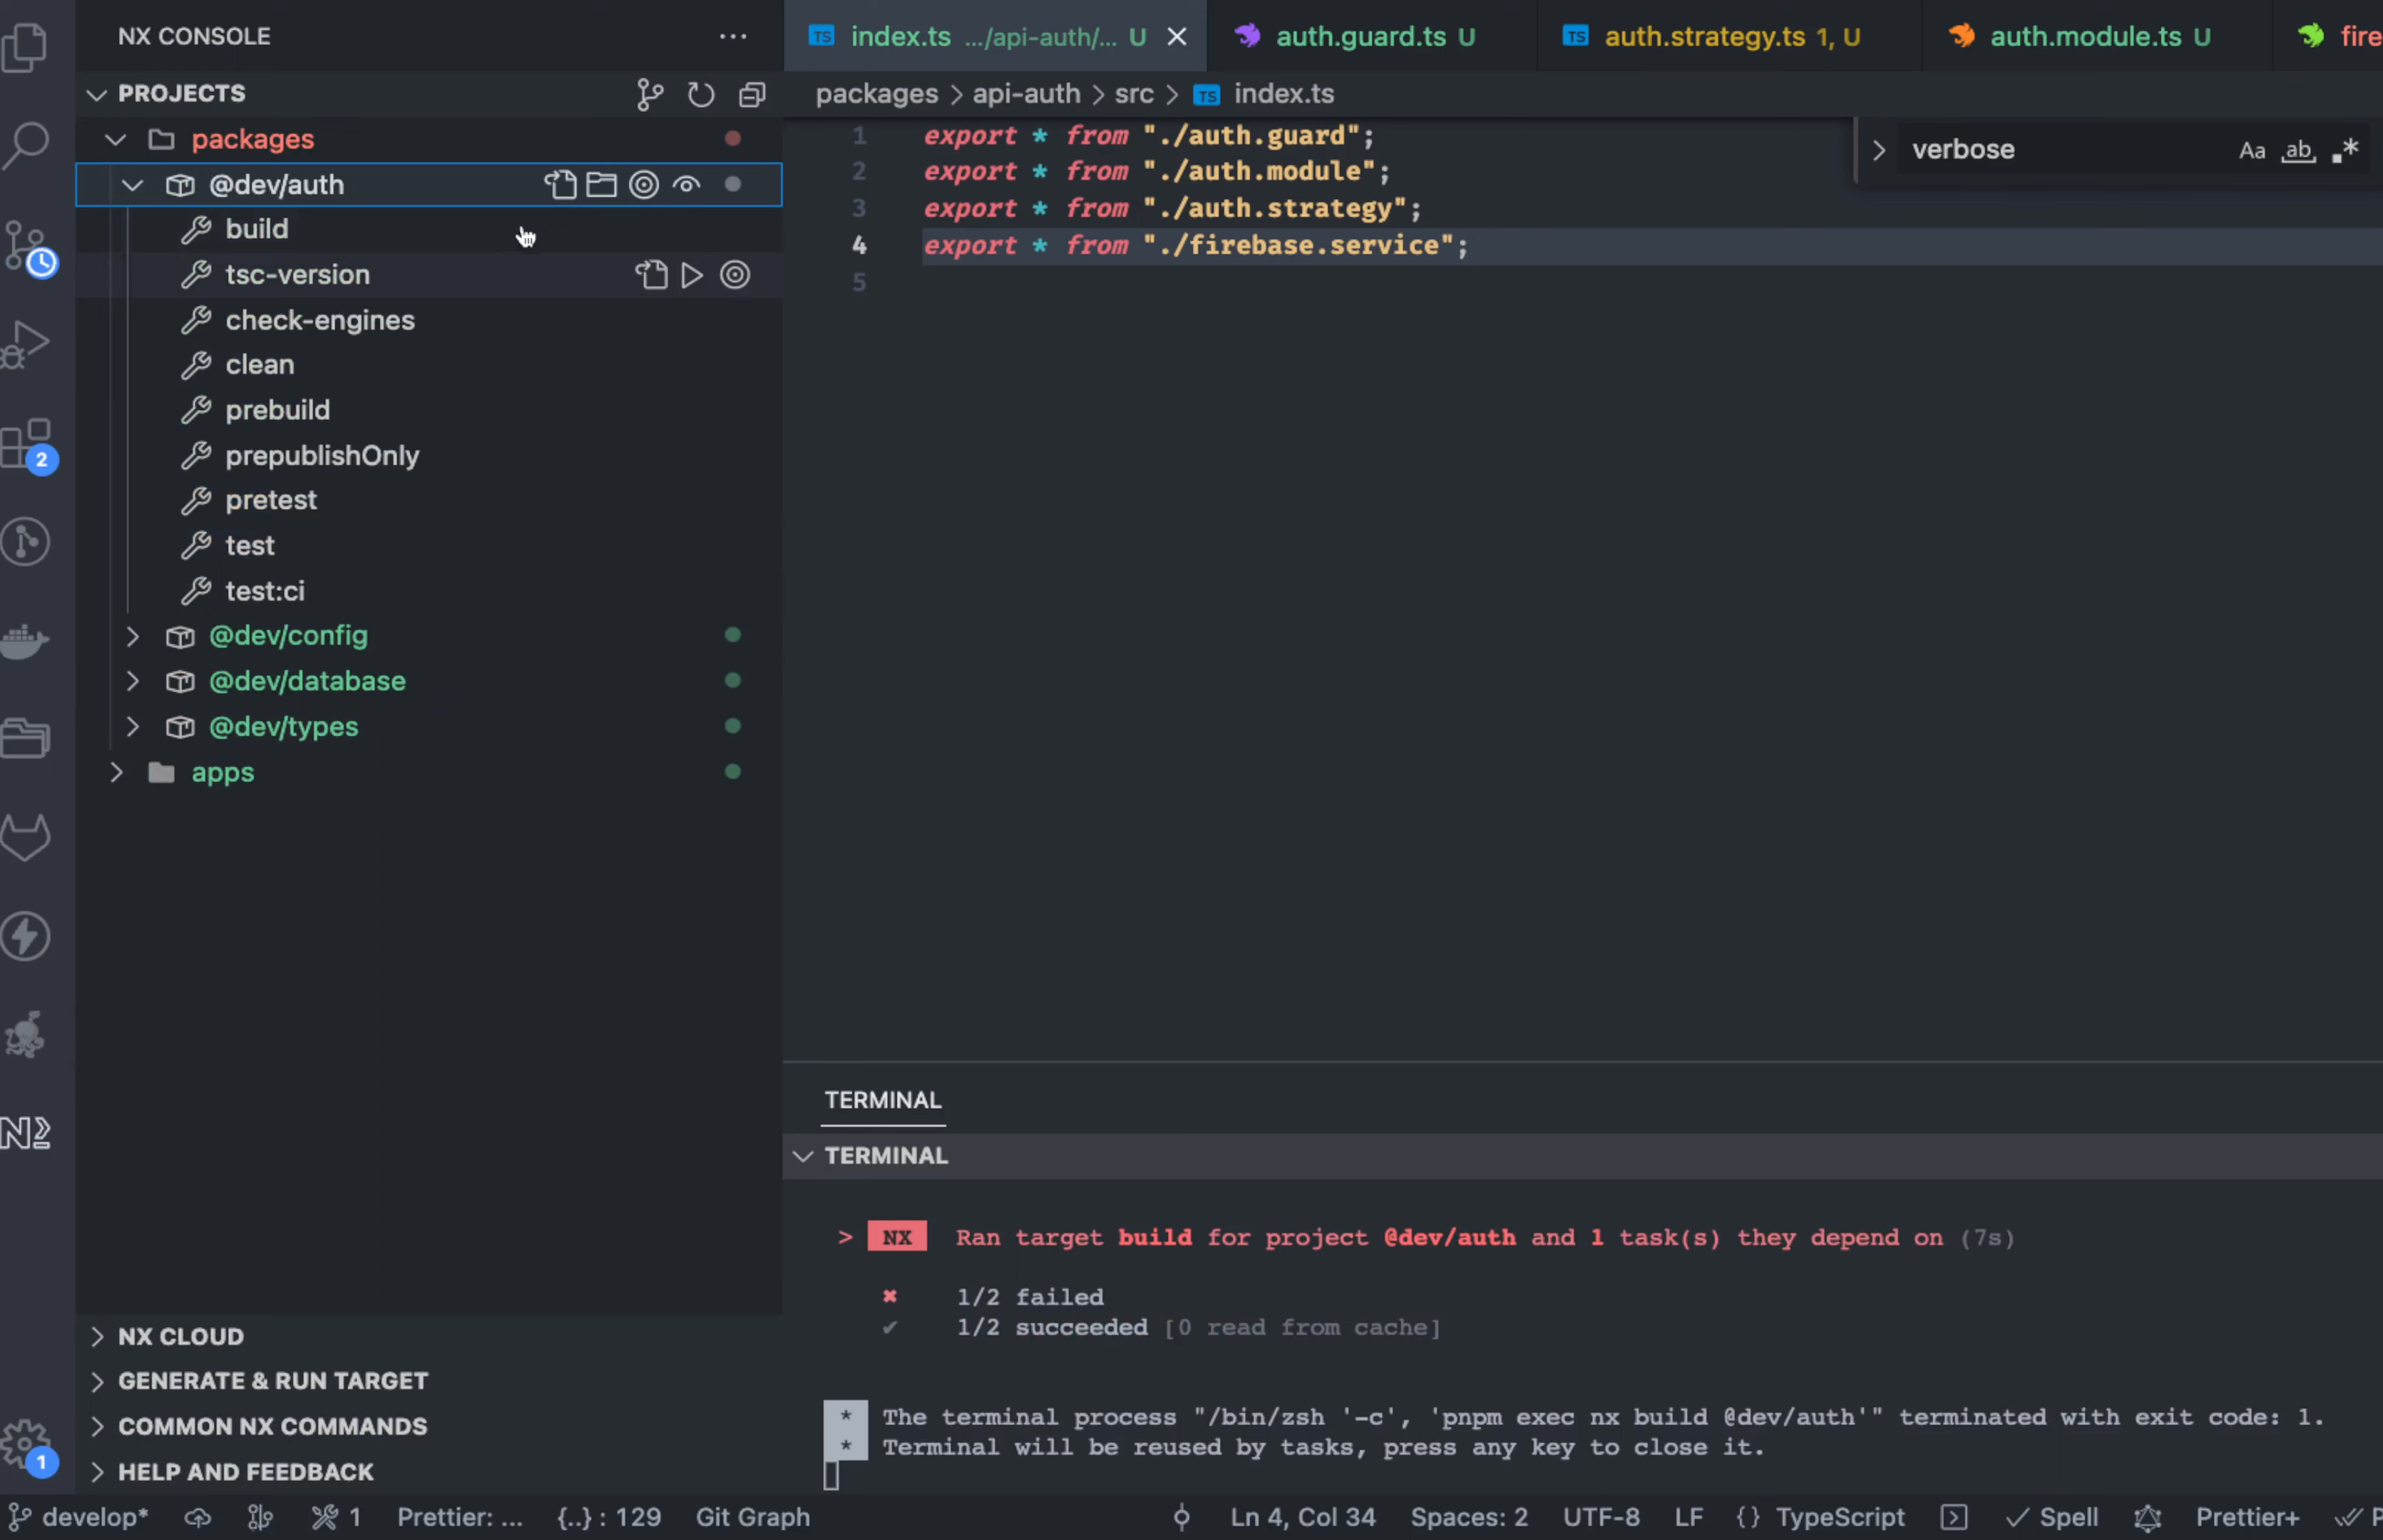 NX CONSOLE
PROJECTS
packages
@dev/auth
build
tsc-version
check-engines
clean
prebuild
prepublishOnly
pretest
test
test:ci
@dev/config
@dev/database
@dev/types
apps
NX CLOUD
GENERATE & RUN TARGET
COMMON NX COMMANDS
HELP AND FEEDBACK
2
1
TS index.ts .../api-auth/... U
auth.guard.ts U
TS auth.strategy.ts 1, U
auth.module.ts U
fire
packages > api-auth > src > TS index.ts
verbose Aa ab .*
1 export * from "./auth.guard";
2 export * from "./auth.module";
3 export * from "./auth.strategy";
4 export * from "./firebase.service";
5
TERMINAL
TERMINAL
> NX Ran target build for project @dev/auth and 1 task(s) they depend on (7s)
✖ 1/2 failed
✔ 1/2 succeeded [0 read from cache]
* The terminal process "/bin/zsh '-c', 'pnpm exec nx build @dev/auth'" terminated with exit code: 1.
* Terminal will be reused by tasks, press any key to close it.
develop* 1 Prettier: ... {..} : 129 Git Graph Ln 4, Col 34 Spaces: 2 UTF-8 LF {} TypeScript Spell Prettier+ P